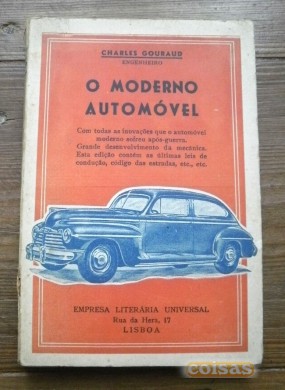 CHARLES GOURAUD
ENGENHEIRO
O MODERNO
AUTOMÓVEL
Com todas as inovações que o automóvel
moderno sofreu após-guerra.
Grande desenvolvimento da mecânica.
Esta edição contém as últimas leis de
condução, código das estradas, etc., etc.
EMPRESA LITERÁRIA UNIVERSAL
Rua da Hera, 17
LISBOA
coisas